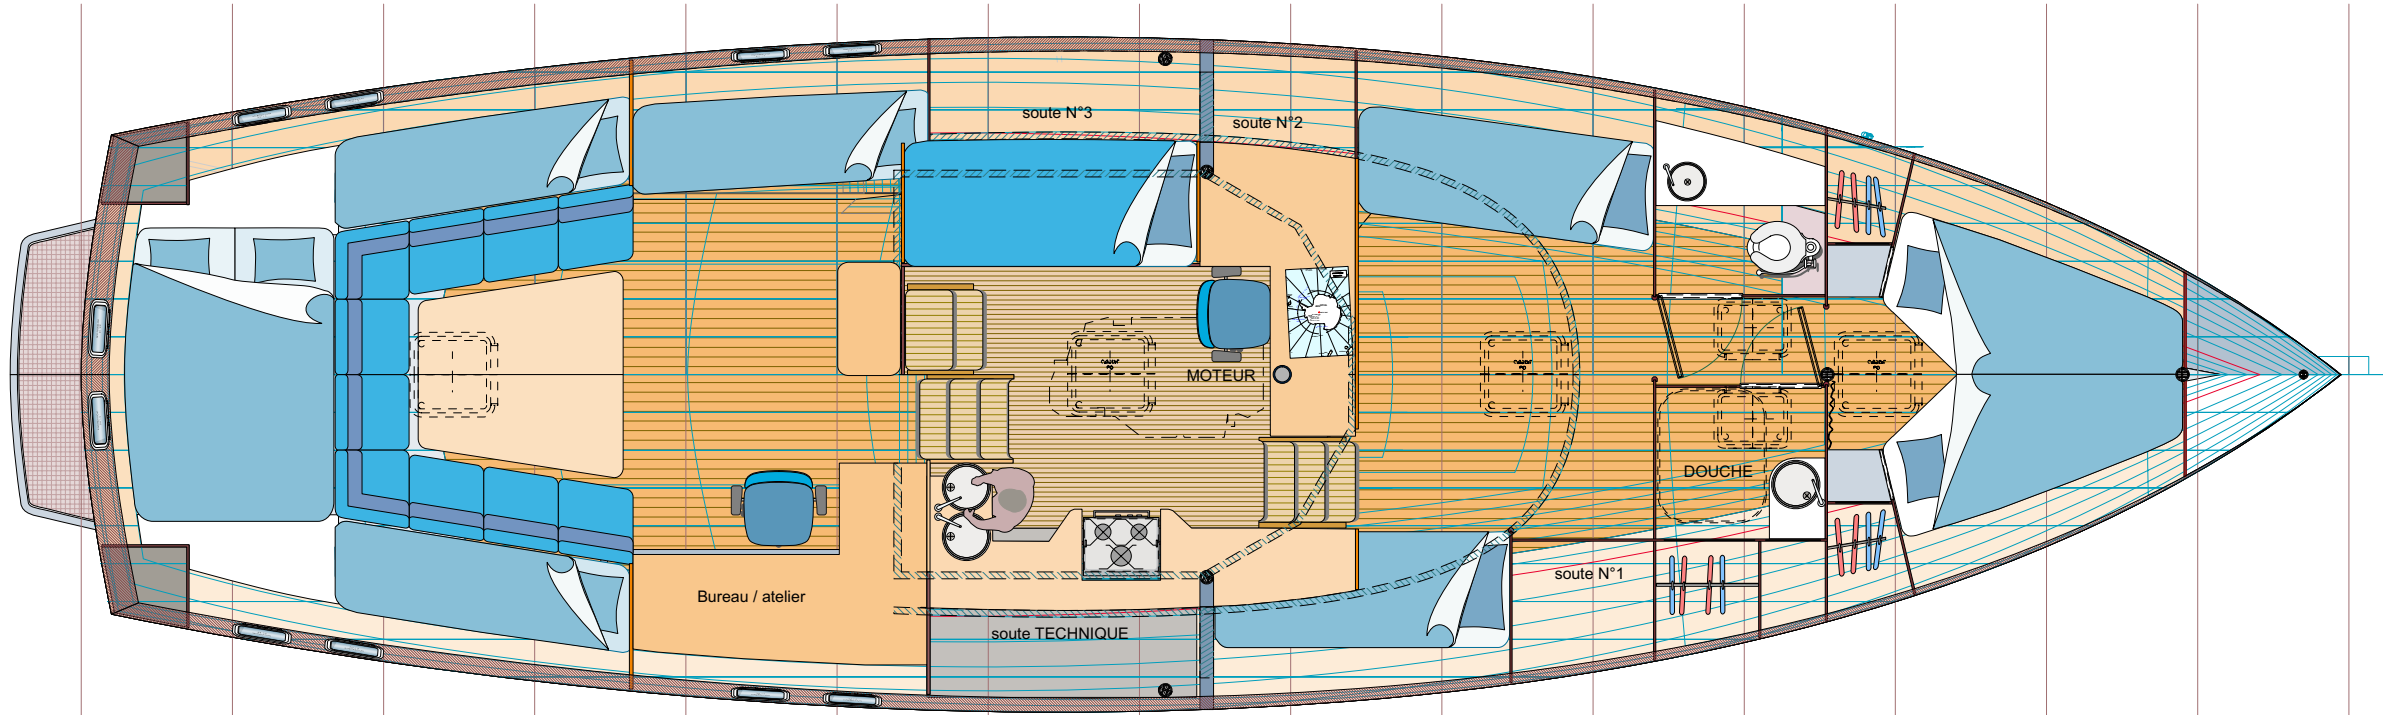 soute N°3
soute N°2
MOTEUR
DOUCHE
soute N°1
Bureau / atelier
soute TECHNIQUE